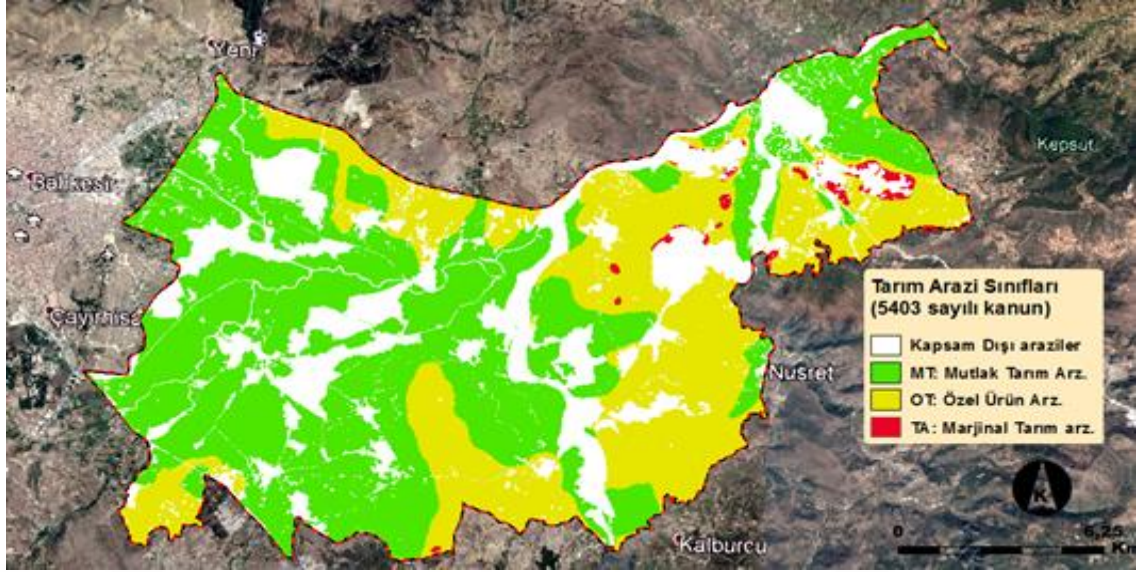 Yeni
Balıkesir
Kepsut
Çayırhisa
Nusret
Kalburcu
Tarım Arazi Sınıfları
(5403 sayılı kanun)
Kapsam Dışı araziler
MT: Mutlak Tarım Arz.
OT: Özel Ürün Arz.
TA: Marjinal Tarım arz.
K
0 6,25
Km